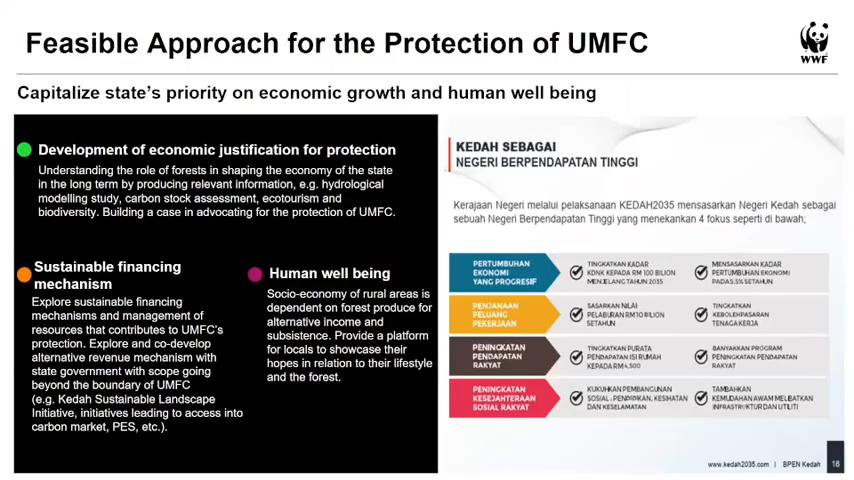 Feasible Approach for the Protection of UMFC
WWF
Capitalize state's priority on economic growth and human well being
Development of economic justification for protection
Understanding the role of forests in shaping the economy of the state
in the long term by producing relevant information, e.g. hydrological
modelling study, carbon stock assessment, ecotourism and
biodiversity. Building a case in advocating for the protection of UMFC.
Sustainable financing
mechanism
Explore sustainable financing
mechanisms and management of
resources that contributes to UMFC's
protection. Explore and co-develop
alternative revenue mechanism with
state government with scope going
beyond the boundary of UMFC
(e.g. Kedah Sustainable Landscape
Initiative, initiatives leading to access into
carbon market, PES, etc.).
Human well being
Socio-economy of rural areas is
dependent on forest produce for
alternative income and
subsistence. Provide a platform
for locals to showcase their
hopes in relation to their lifestyle
and the forest.
KEDAH SEBAGAI
NEGERI BERPENDAPATAN TINGGI
Kerajaan Negeri melalui pelaksanaan KEDAH2035 mensasarkan Negeri Kedah sebagai
sebuah Negeri Berpendapatan Tinggi yang menekankan 4 fokus seperti di bawah;
PERTUMBUHAN
EKONOMI
YANG PROGRESIF
TINGKATKAN KADAR
KDNK KEPADA RM 100 BILION
MENJELANG TAHUN 2035
MENSASARKAN KADAR
PERTUMBUHAN EKONOMI
PADA 5.5% SETAHUN
PENJANAAN
PELUANG
PEKERJAAN
SASARKAN NILAI
PELABURAN RM 10 BILION
SETAHUN
TINGKATKAN
KEBOLEHPASARAN
TENAGA KERJA
PENINGKATAN
PENDAPATAN
RAKYAT
TINGKATKAN PURATA
PENDAPATAN ISI RUMAH
KEPADA RM 4,500
BANYAKKAN PROGRAM
PENINGKATAN PENDAPATAN
RAKYAT
PENINGKATAN
KESEJAHTERAAN
SOSIAL RAKYAT
KUKUHKAN PEMBANGUNAN
SOSIAL : PENDIDIKAN, KESIHATAN
DAN KESELAMATAN
TAMBAHKAN
KEMUDAHAN AWAM MELIBATKAN
INFRASTRUKTUR DAN UTILITI
www.kedah2035.com | BPEN Kedah
18